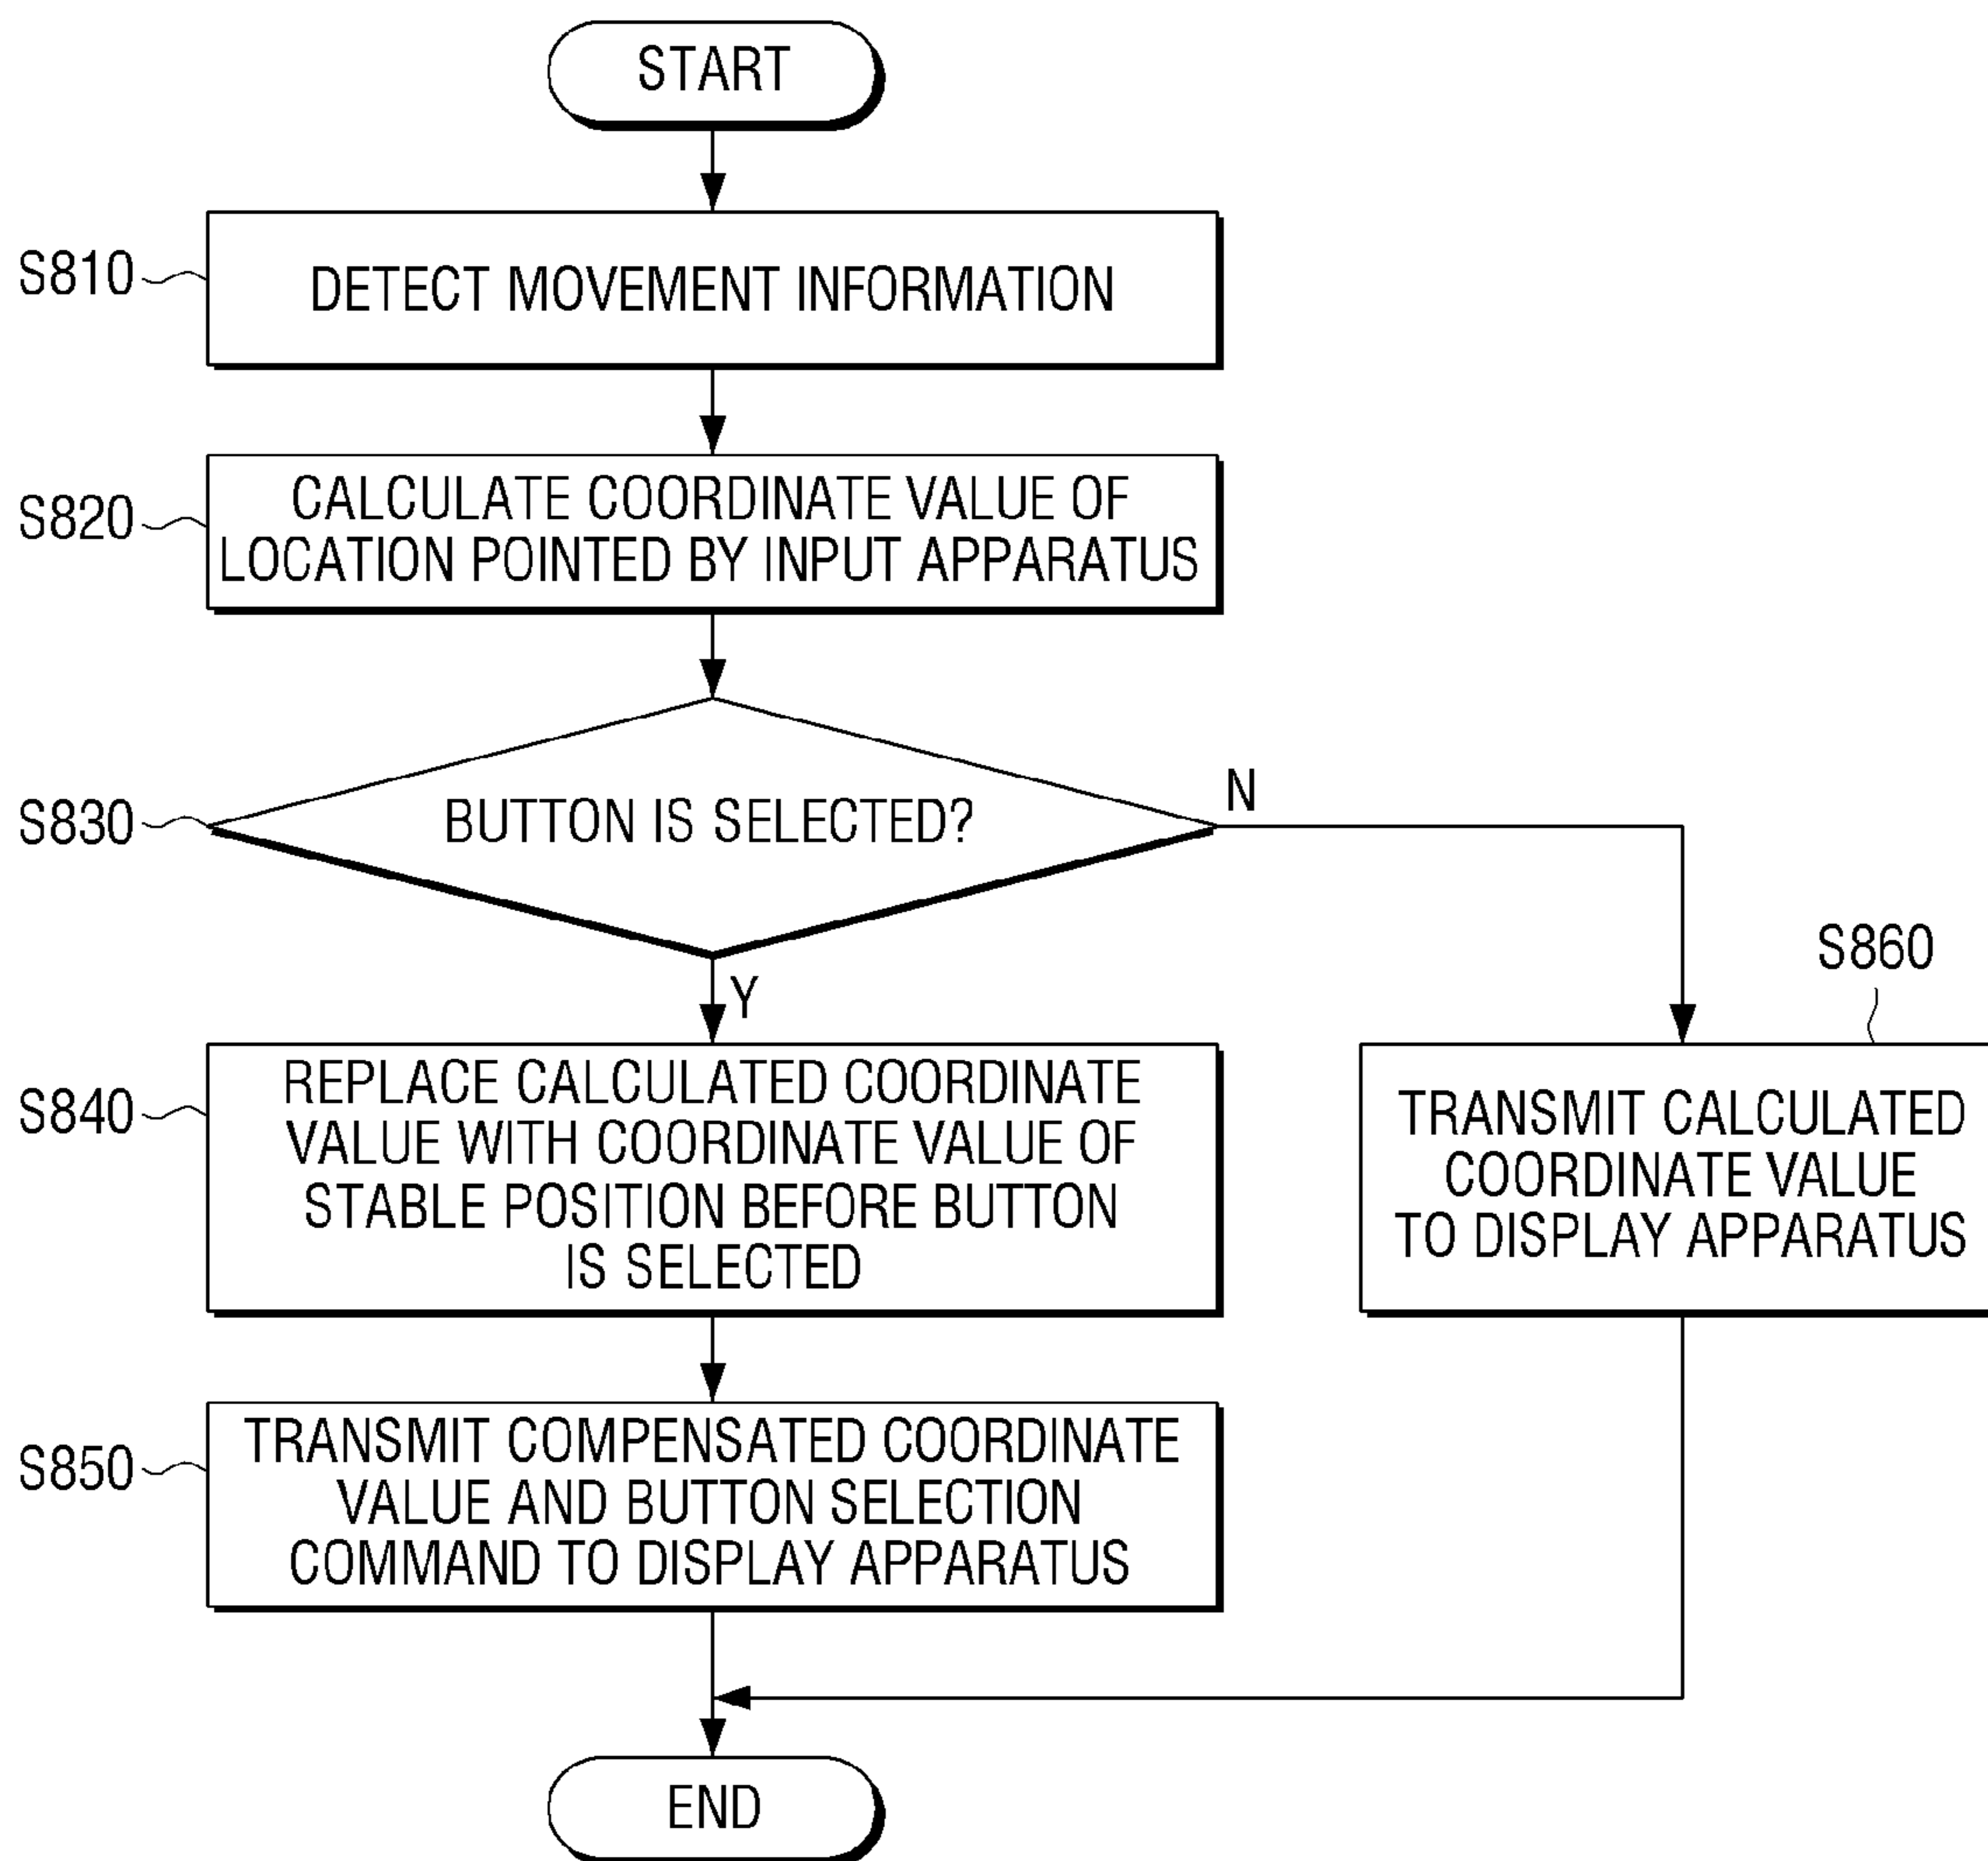 START
S810
DETECT MOVEMENT INFORMATION
S820
CALCULATE COORDINATE VALUE OF
LOCATION POINTED BY INPUT APPARATUS
S830
BUTTON IS SELECTED?
N
Y
S840
REPLACE CALCULATED COORDINATE
VALUE WITH COORDINATE VALUE OF
STABLE POSITION BEFORE BUTTON
IS SELECTED
S860
TRANSMIT CALCULATED
COORDINATE VALUE
TO DISPLAY APPARATUS
S850
TRANSMIT COMPENSATED COORDINATE
VALUE AND BUTTON SELECTION
COMMAND TO DISPLAY APPARATUS
END